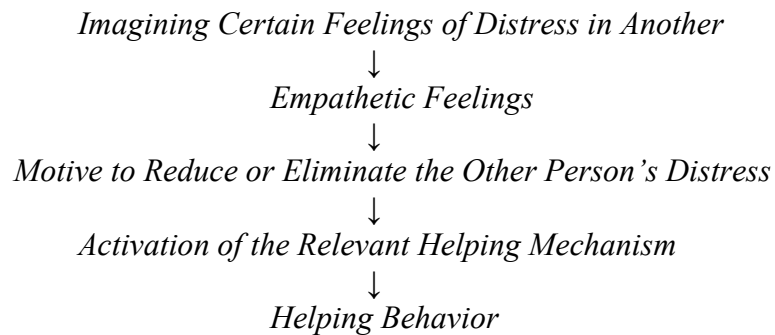 Imagining Certain Feelings of Distress in Another
↓
Empathetic Feelings
↓
Motive to Reduce or Eliminate the Other Person’s Distress
↓
Activation of the Relevant Helping Mechanism
↓
Helping Behavior